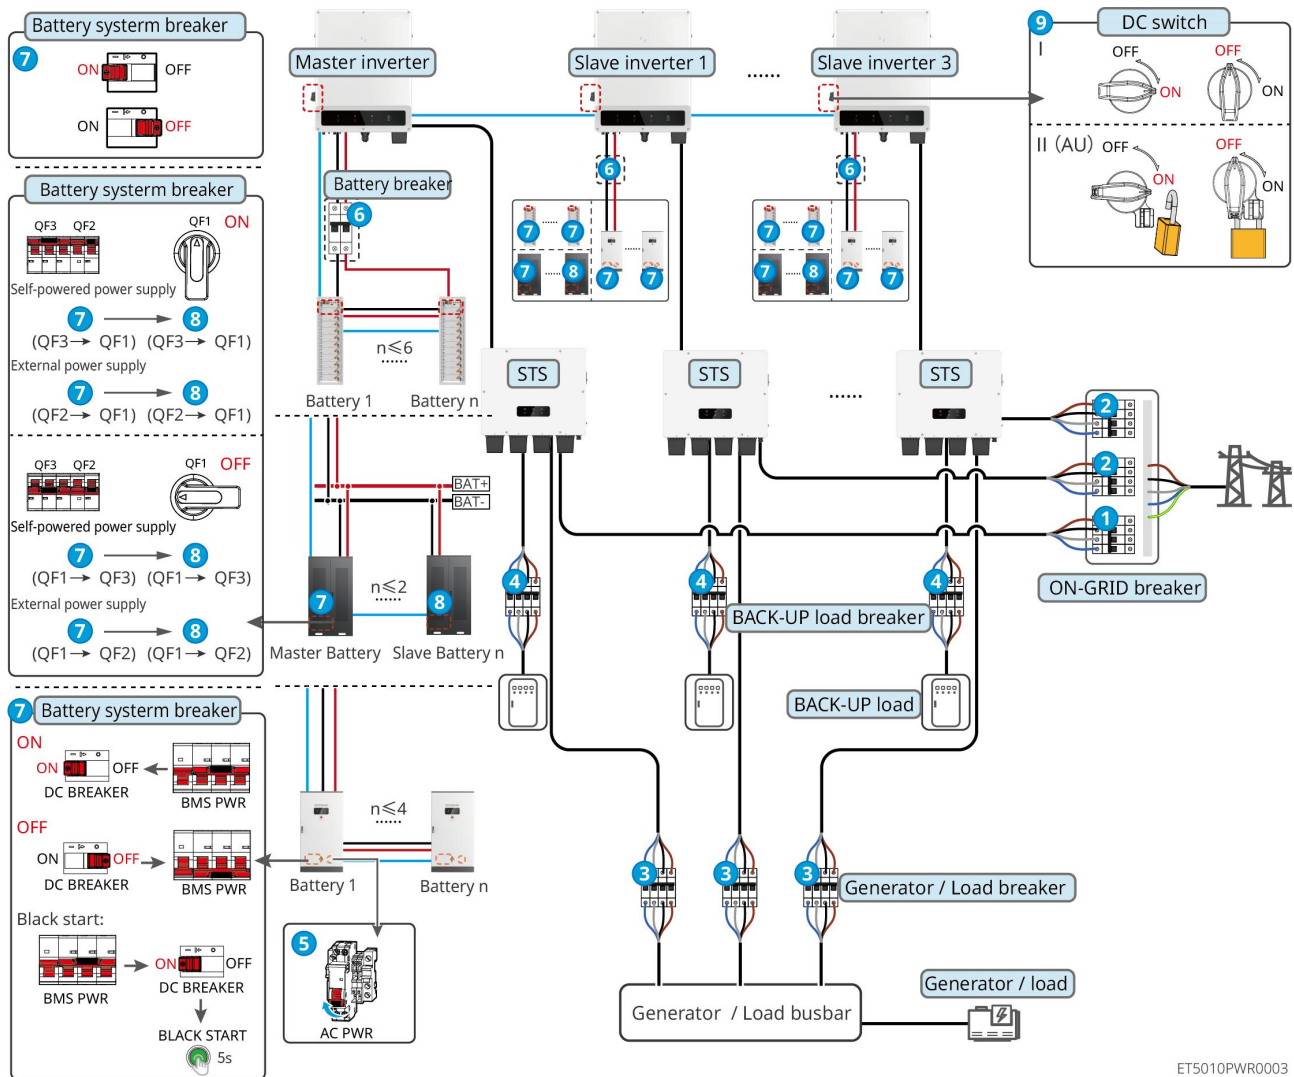 Battery systerm breaker
7
ON
OFF
ON
OFF
Battery systerm breaker
QF3 QF2
QF1 ON
Self-powered power supply
7 8
(QF3→ QF1) (QF3→ QF1)
External power supply
7 8
(QF2→ QF1) (QF2→ QF1)
QF3 QF2
QF1 OFF
Self-powered power supply
7 8
(QF1→ QF3) (QF1→ QF3)
External power supply
7 8
(QF1→ QF2) (QF1→ QF2)
7 Battery systerm breaker
ON
ON OFF
DC BREAKER
BMS PWR
OFF
ON OFF
DC BREAKER
BMS PWR
Black start:
BMS PWR
ON OFF
DC BREAKER
BLACK START
5s
Master inverter
Slave inverter 1
......
Slave inverter 3
Battery breaker
6
6
6
7 ...... 7
7 ...... 8
7 ...... 7
7 ...... 7
7 ...... 8
7 ...... 7
n≤6
......
Battery 1
Battery n
STS
STS
......
STS
BAT+
BAT-
7
n≤2
8
Master Battery
Slave Battery n
n≤4
......
Battery 1
Battery n
5
AC PWR
4
4
4
BACK-UP load breaker
BACK-UP load
3
3
3
Generator / Load breaker
Generator / Load busbar
Generator / load
2
2
1
ON-GRID breaker
9 DC switch
I
OFF
ON
OFF
ON
II (AU)
OFF
ON
OFF
ON
ET5010PWR0003